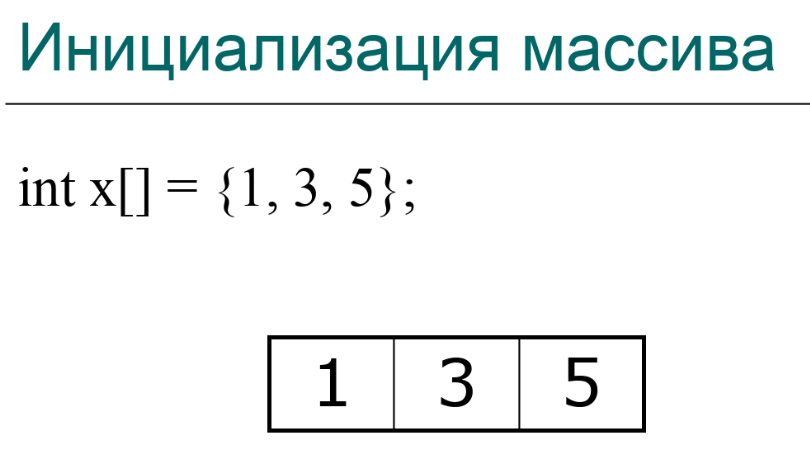 Инициализация массива
int x[] = {1, 3, 5};
1 3 5